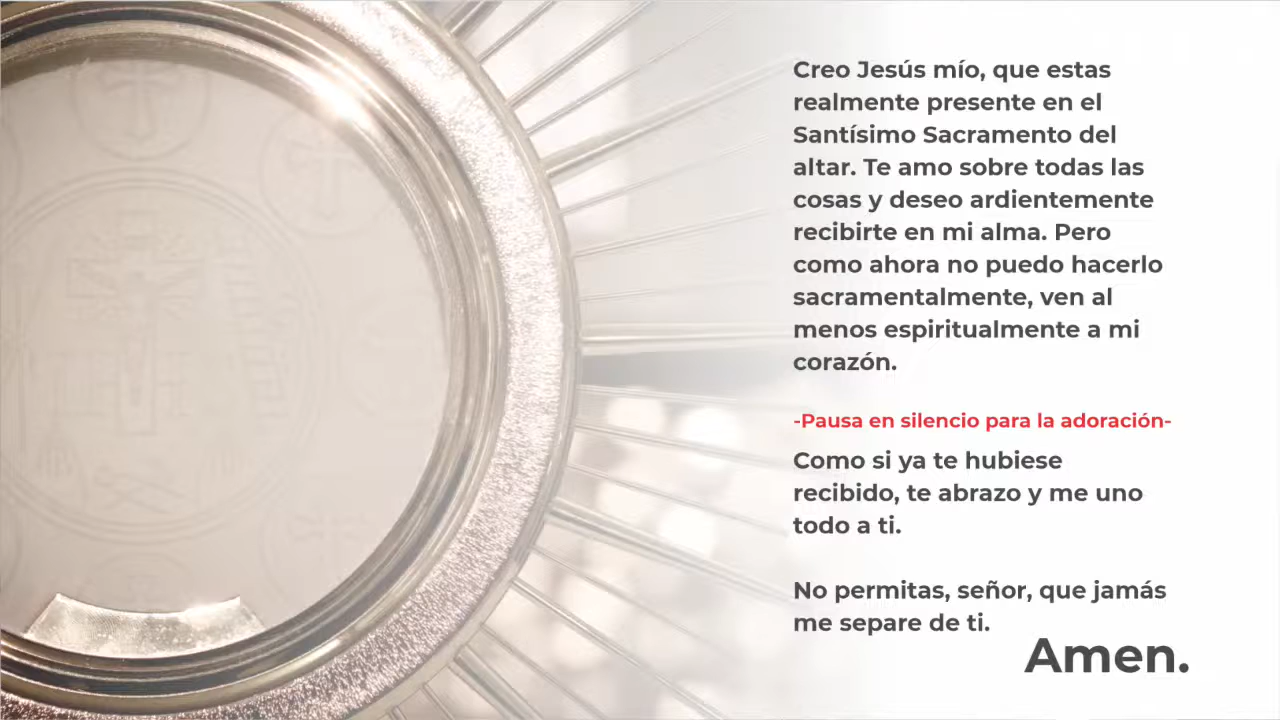 Creo Jesús mío, que estas
realmente presente en el
Santísimo Sacramento del
altar. Te amo sobre todas las
cosas y deseo ardientemente
recibirte en mi alma. Pero
como ahora no puedo hacerlo
sacramentalmente, ven al
menos espiritualmente a mi
corazón.
-Pausa en silencio para la adoración-
Como si ya te hubiese
recibido, te abrazo y me uno
todo a ti.
No permitas, señor, que jamás
me separe de ti.
Amen.